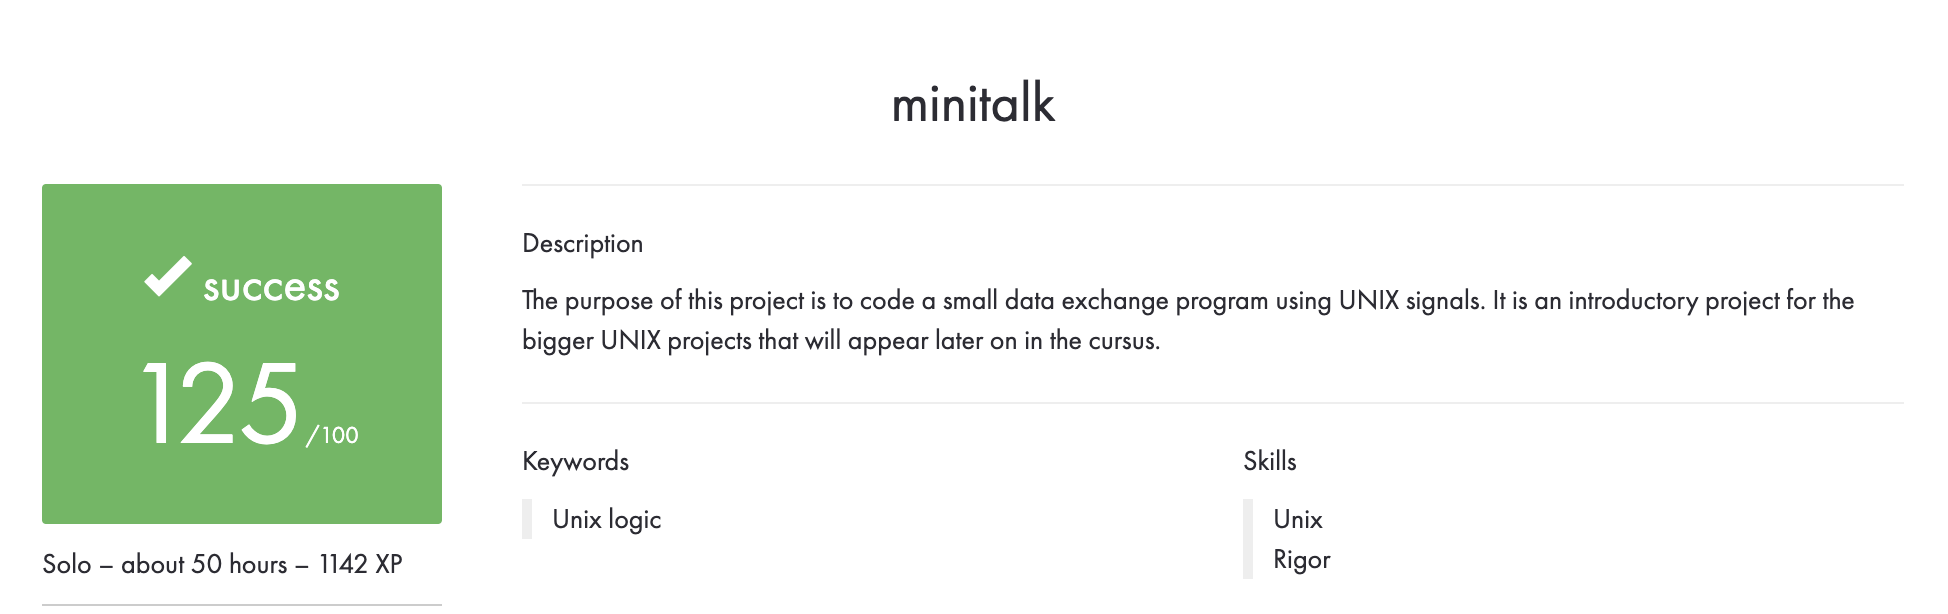 minitalk
✔ success
125/100
Solo – about 50 hours – 1142 XP
Description
The purpose of this project is to code a small data exchange program using UNIX signals. It is an introductory project for the
bigger UNIX projects that will appear later on in the cursus.
Keywords
Unix logic
Skills
Unix
Rigor